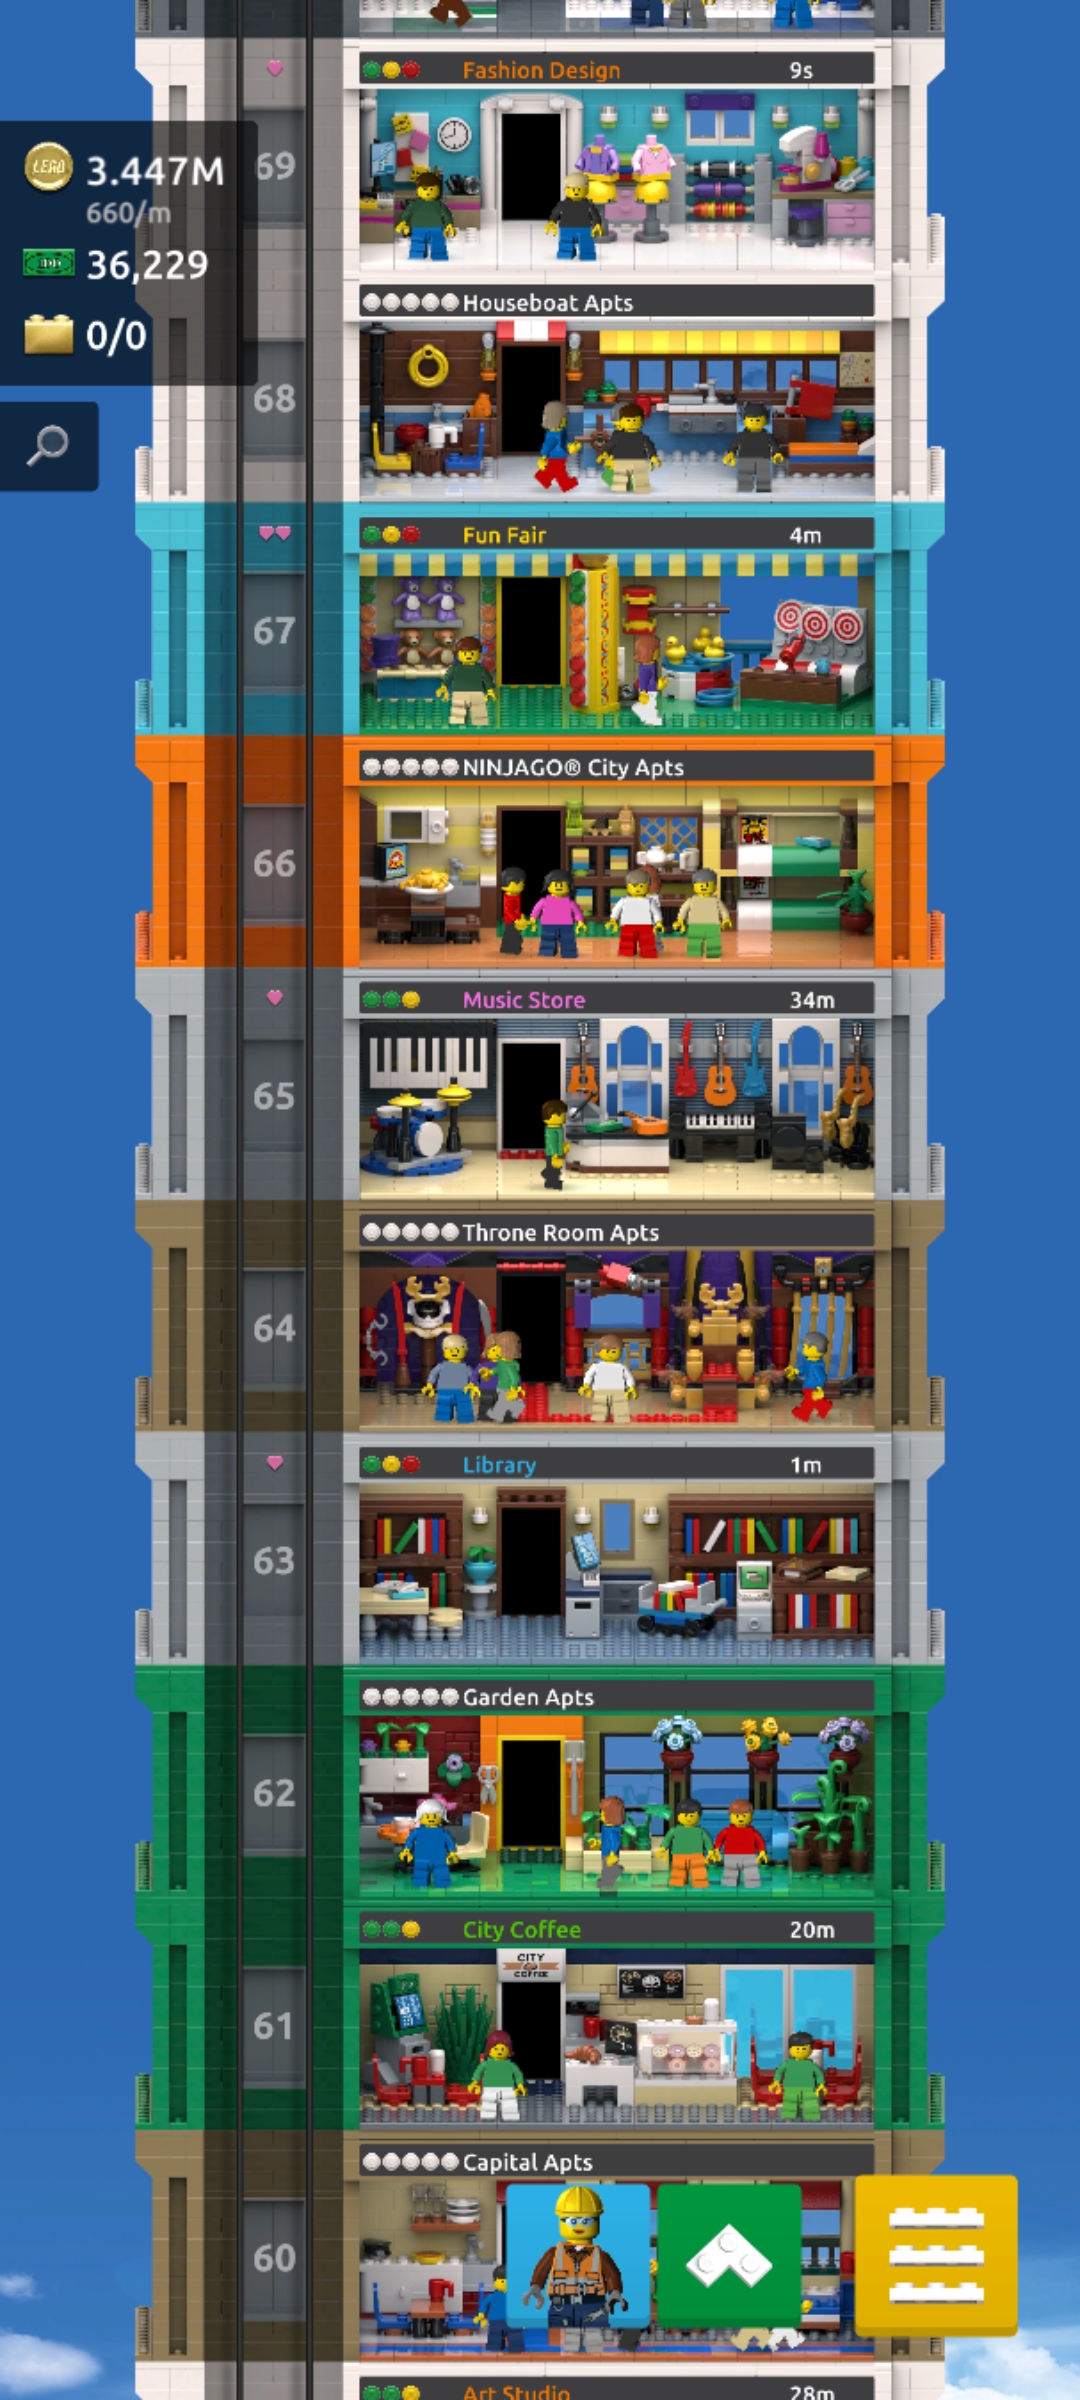 Fashion Design 9s
69
LEGO 3.447M
660/m
36,229
0/0
Houseboat Apts
68
Fun Fair 4m
67
NINJAGO® City Apts
66
Music Store 34m
65
Throne Room Apts
64
Library 1m
63
Garden Apts
62
City Coffee 20m
CITY
COFFEE
61
Capital Apts
60
Art Studio 28m